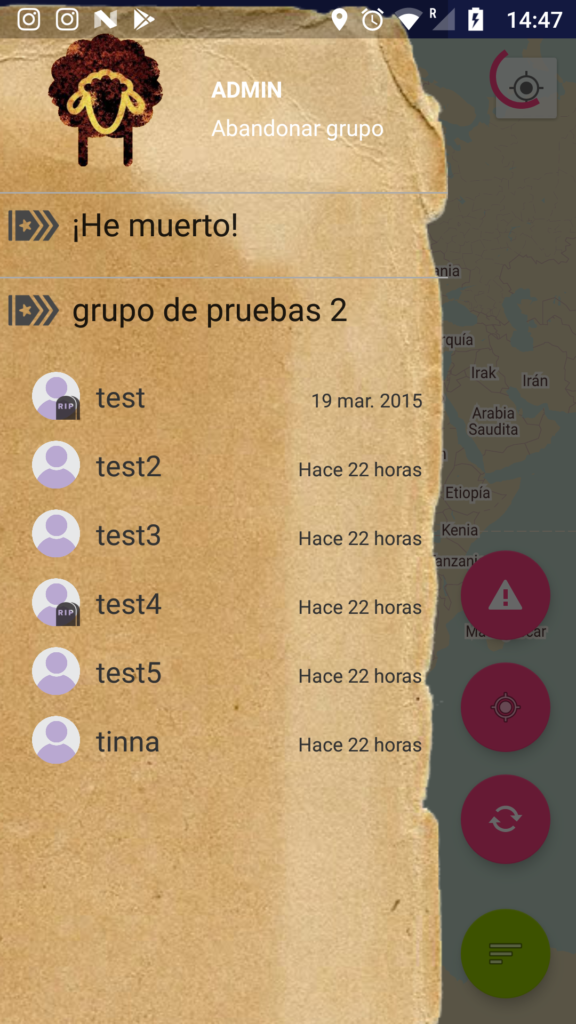 R 14:47
ADMIN
Abandonar grupo
¡He muerto!
grupo de pruebas 2
RIP
test 19 mar. 2015
test2 Hace 22 horas
test3 Hace 22 horas
RIP
test4 Hace 22 horas
test5 Hace 22 horas
tinna Hace 22 horas
ania
rquía
Irak
Irán
Arabia
Saudita
Etiopía
Kenia
anzani